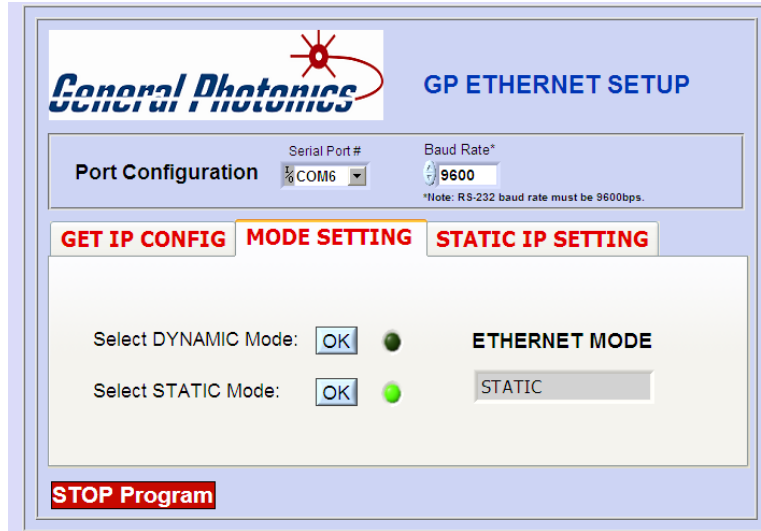 General Photonics
GP ETHERNET SETUP
Port Configuration
Serial Port #
COM6
Baud Rate*
9600
*Note: RS-232 baud rate must be 9600bps.
GET IP CONFIG
MODE SETTING
STATIC IP SETTING
Select DYNAMIC Mode: OK
ETHERNET MODE
Select STATIC Mode: OK
STATIC
STOP Program